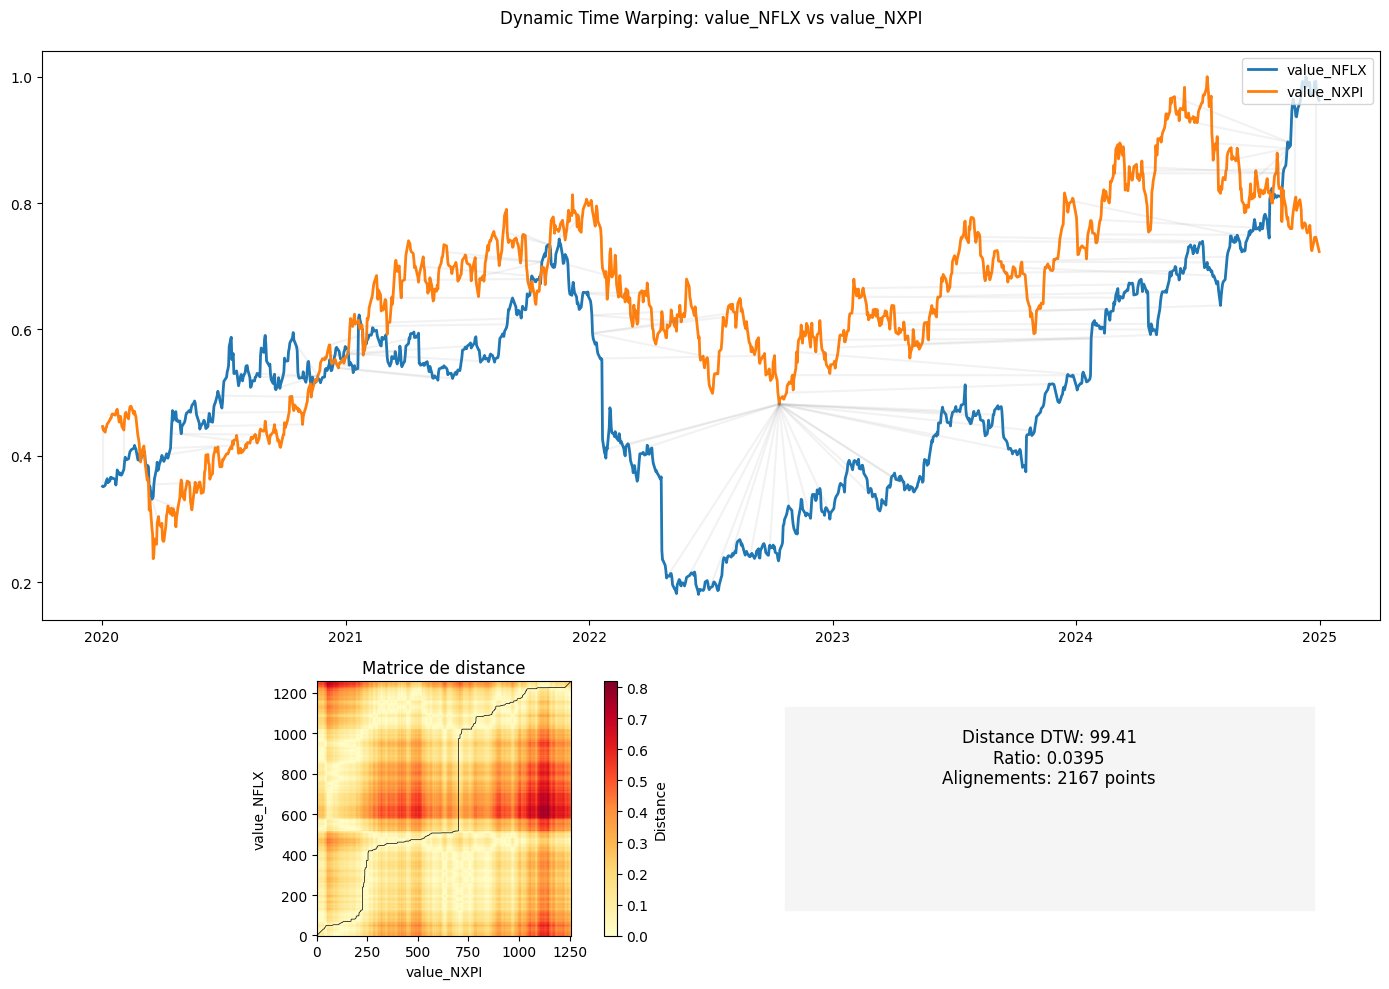 Dynamic Time Warping: value_NFLX vs value_NXPI
value_NFLX
value_NXPI
1.0
0.8
0.6
0.4
0.2
2020 2021 2022 2023 2024 2025
Matrice de distance
value_NFLX
1200
1000
800
600
400
200
0
0 250 500 750 1000 1250
value_NXPI
0.8
0.7
0.6
0.5
0.4
0.3
0.2
0.1
0.0
Distance
Distance DTW: 99.41
Ratio: 0.0395
Alignements: 2167 points